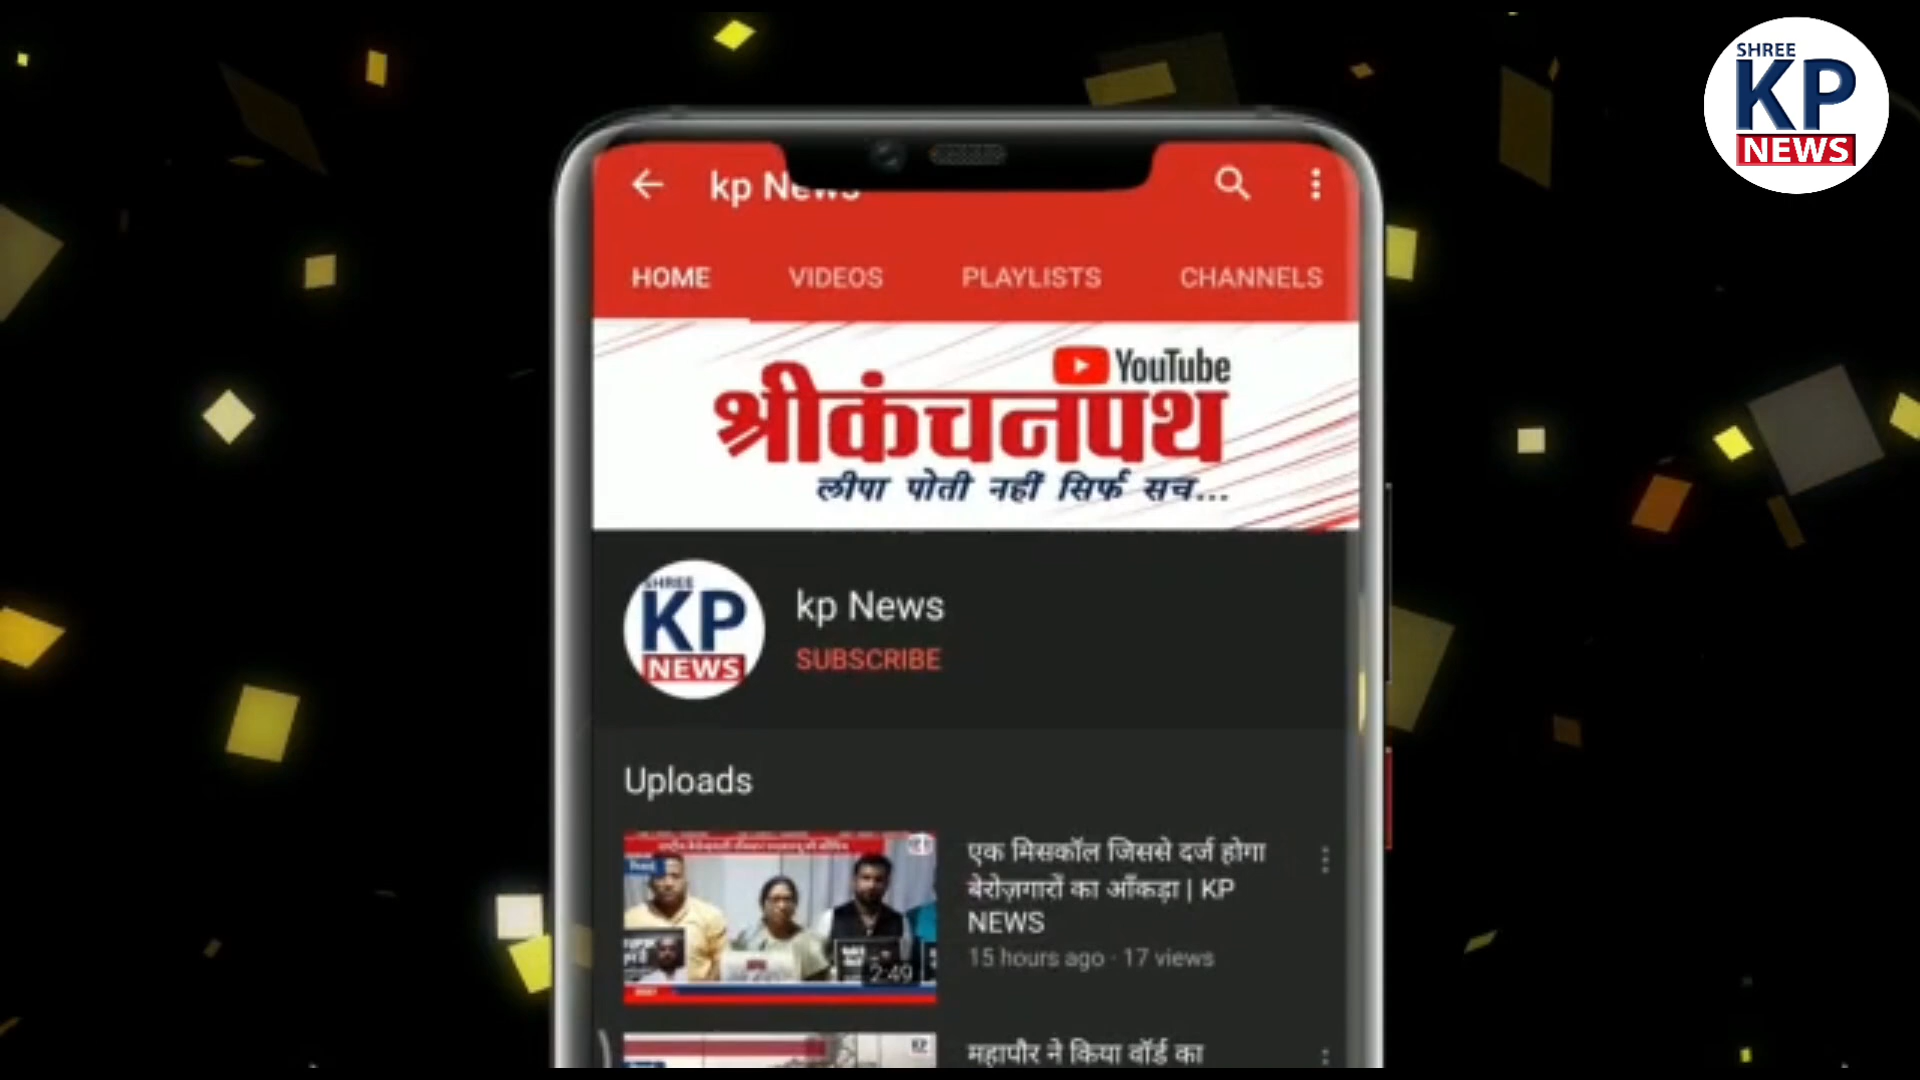 SHREE
KP
NEWS
kp News
HOME VIDEOS PLAYLISTS CHANNELS
YouTube
श्रीकंचनपथ
लीपा पोती नहीं सिर्फ सच...
SHREE
KP
NEWS
kp News
SUBSCRIBE
Uploads
एक मिसकॉल जिससे दर्ज होगा
बेरोज़गारों का आँकड़ा | KP
NEWS
15 hours ago · 17 views
2:49
महापौर ने किया वॉर्ड का
KP